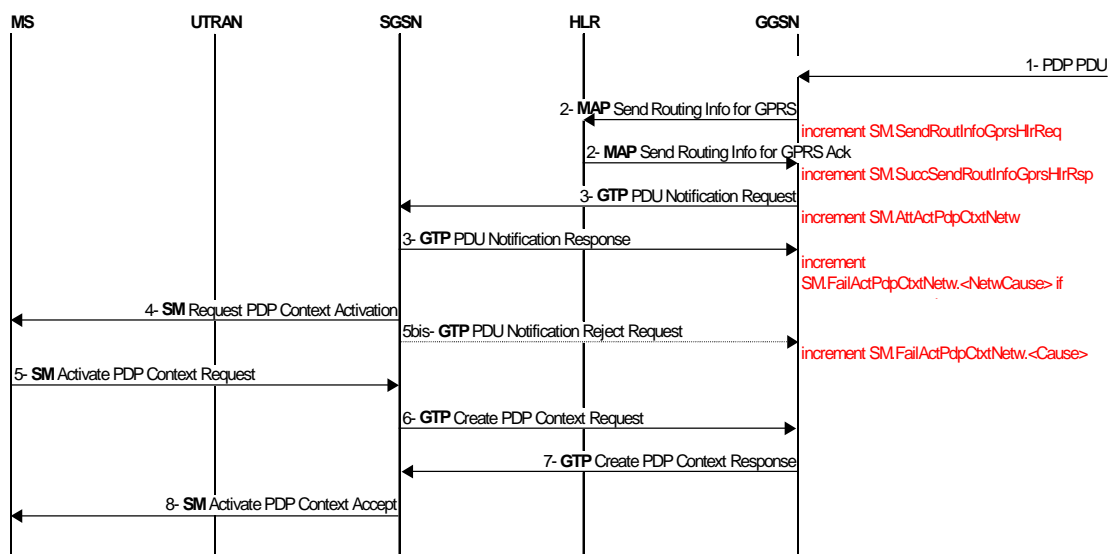 MS UTRAN SGSN HLR GGSN
1- PDP PDU
2- MAP Send Routing Info for GPRS
increment SM.SendRoutInfoGprsHlrReq
2- MAP Send Routing Info for GPRS Ack
increment SM.SuccSendRoutInfoGprsHlrRsp
3- GTP PDU Notification Request
increment SM.AttActPdpCtxtNetw
3- GTP PDU Notification Response
increment
SM.FailActPdpCtxtNetw.<NetwCause> if
4- SM Request PDP Context Activation
5bis- GTP PDU Notification Reject Request
increment SM.FailActPdpCtxtNetw.<Cause>
5- SM Activate PDP Context Request
6- GTP Create PDP Context Request
7- GTP Create PDP Context Response
8- SM Activate PDP Context Accept